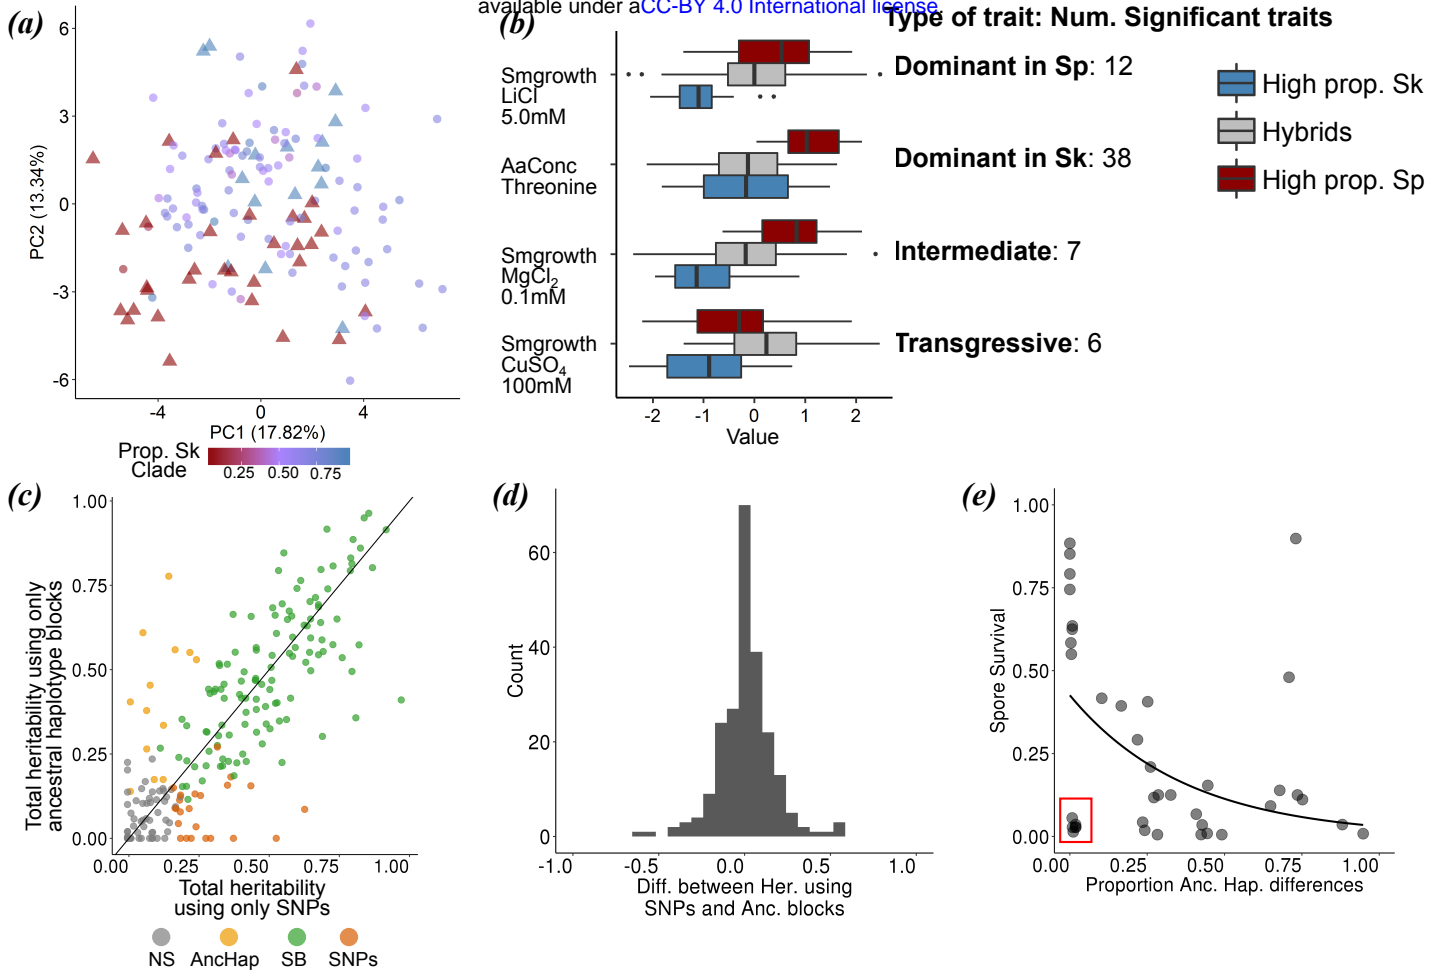 available under aCC-BY 4.0 International license.
(a)
6
3
0
-3
-6
PC2 (13.34%)
-4
0
4
PC1 (17.82%)
Prop. Sk
Clade
0.25
0.50
0.75
(b)
Smgrowth
LiCl
5.0mM
AaConc
Threonine
Smgrowth
MgCl2
0.1mM
Smgrowth
CuSO4
100mM
-2
-1
0
1
2
Value
Type of trait: Num. Significant traits
Dominant in Sp: 12
Dominant in Sk: 38
Intermediate: 7
Transgressive: 6
High prop. Sk
Hybrids
High prop. Sp
(c)
1.00
0.75
0.50
0.25
0.00
Total heritability using only
ancestral haplotype blocks
0.00
0.25
0.50
0.75
1.00
Total heritability
using only SNPs
NS
AncHap
SB
SNPs
(d)
60
40
20
0
Count
-1.0
-0.5
0.0
0.5
1.0
Diff. between Her. using
SNPs and Anc. blocks
(e)
1.00
0.75
0.50
0.25
0.00
Spore Survival
0.00
0.25
0.50
0.75
1.00
Proportion Anc. Hap. differences